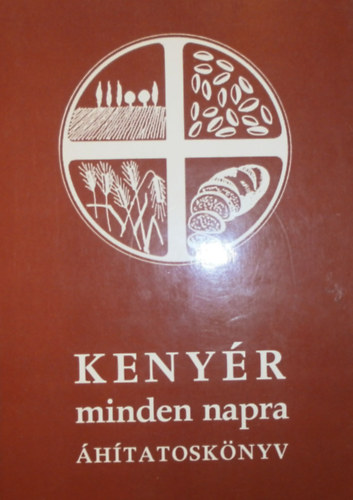 KENYÉR
minden napra
ÁHÍTATOSKÖNYV